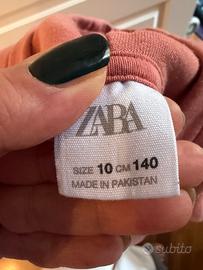 ZARA
SIZE 10 CM 140
MADE IN PAKISTAN
subito